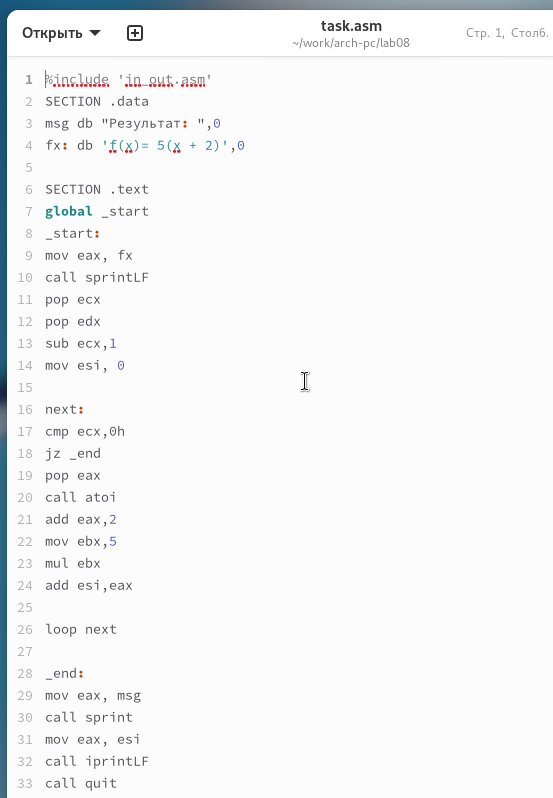 Открыть
task.asm
~/work/arch-pc/lab08
Стр. 1, Столб.
1 %include 'in_out.asm'
2 SECTION .data
3 msg db "Результат: ",0
4 fx: db 'f(x)= 5(x + 2)',0
5
6 SECTION .text
7 global _start
8 _start:
9 mov eax, fx
10 call sprintLF
11 pop ecx
12 pop edx
13 sub ecx,1
14 mov esi, 0
15
16 next:
17 cmp ecx,0h
18 jz _end
19 pop eax
20 call atoi
21 add eax,2
22 mov ebx,5
23 mul ebx
24 add esi,eax
25
26 loop next
27
28 _end:
29 mov eax, msg
30 call sprint
31 mov eax, esi
32 call iprintLF
33 call quit